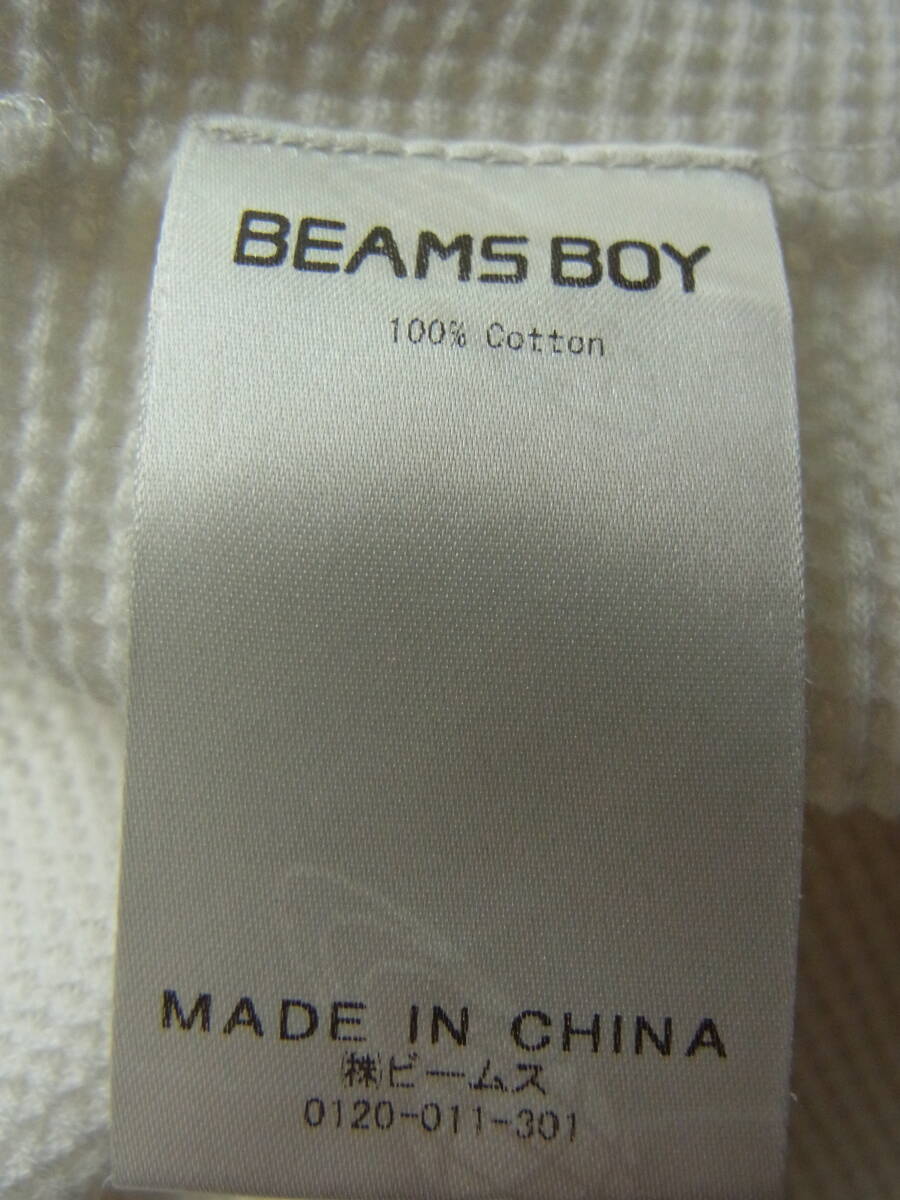 BEAMS BOY
100% Cotton
MADE IN CHINA
㈱ビームス
0120-011-301